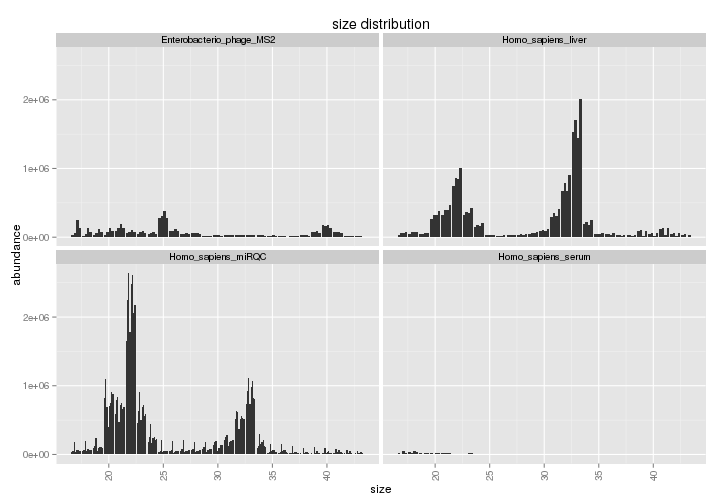 size distribution
Enterobacterio_phage_MS2
Homo_sapiens_liver
2e+06
1e+06
0e+00
Homo_sapiens_miRQC
Homo_sapiens_serum
2e+06
1e+06
0e+00
abundance
20
25
30
35
40
20
25
30
35
40
size